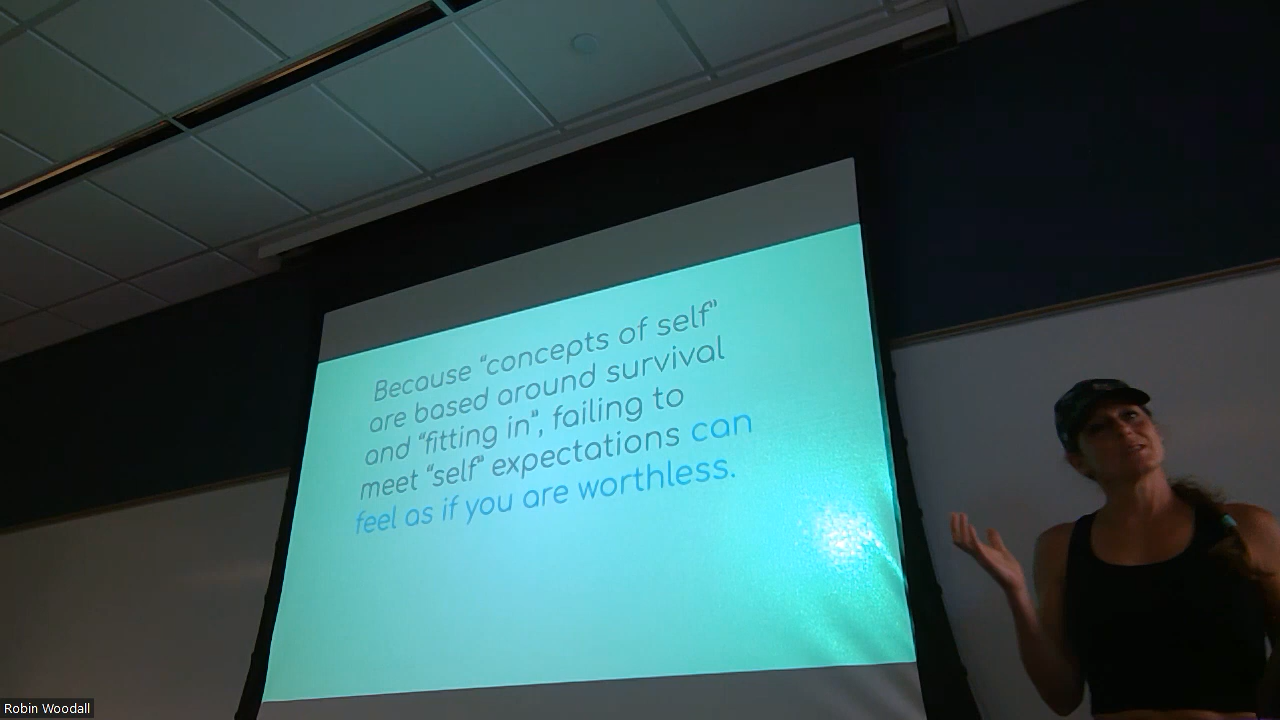 Because “concepts of self”
are based around survival
and “fitting in”, failing to
meet “self” expectations can
feel as if you are worthless.
Robin Woodall